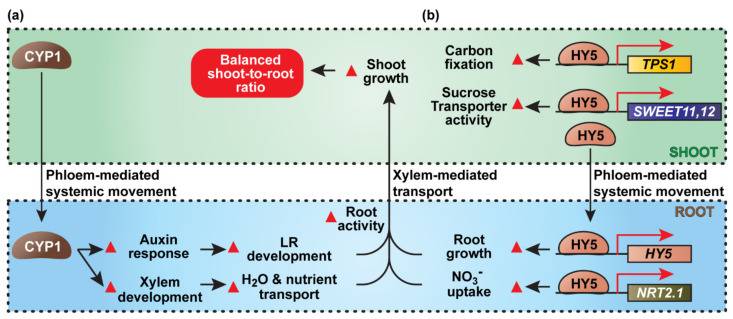 (a)
(b)
CYP1
Balanced
shoot-to-root
ratio
Shoot
growth
Carbon
fixation
HY5
TPS1
Sucrose
Transporter
activity
HY5
SWEET11,12
HY5
SHOOT
Phloem-mediated
systemic movement
Xylem-mediated
transport
Phloem-mediated
systemic movement
ROOT
Root
activity
CYP1
Auxin
response
LR
development
Root
growth
HY5
HY5
Xylem
development
H2O & nutrient
transport
NO3-
uptake
HY5
NRT2.1